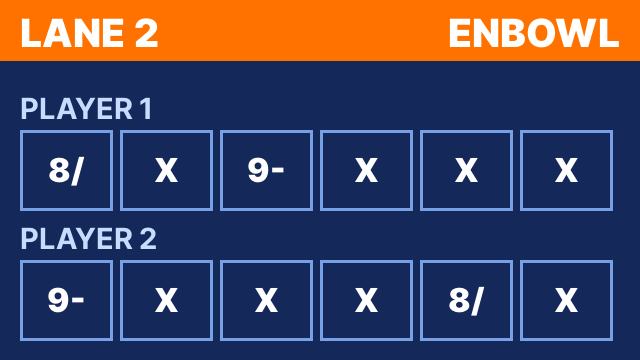 LANE 2 ENBOWL
PLAYER 1
8/ X 9- X X X
PLAYER 2
9- X X X 8/ X